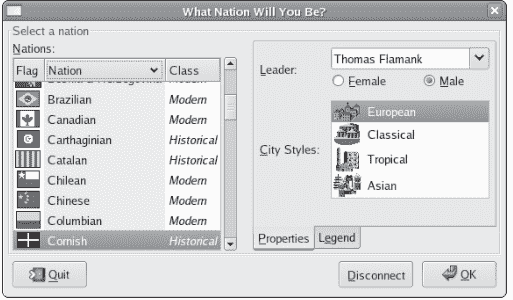 What Nation Will You Be?
Select a nation
Nations:
Flag Nation Class
Brazilian Modern
Canadian Modern
Carthaginian Historical
Catalan Historical
Chilean Modern
Chinese Modern
Columbian Modern
Cornish Historical
Leader: Thomas Flamank
Female Male
City Styles:
European
Classical
Tropical
Asian
Properties Legend
Quit Disconnect OK